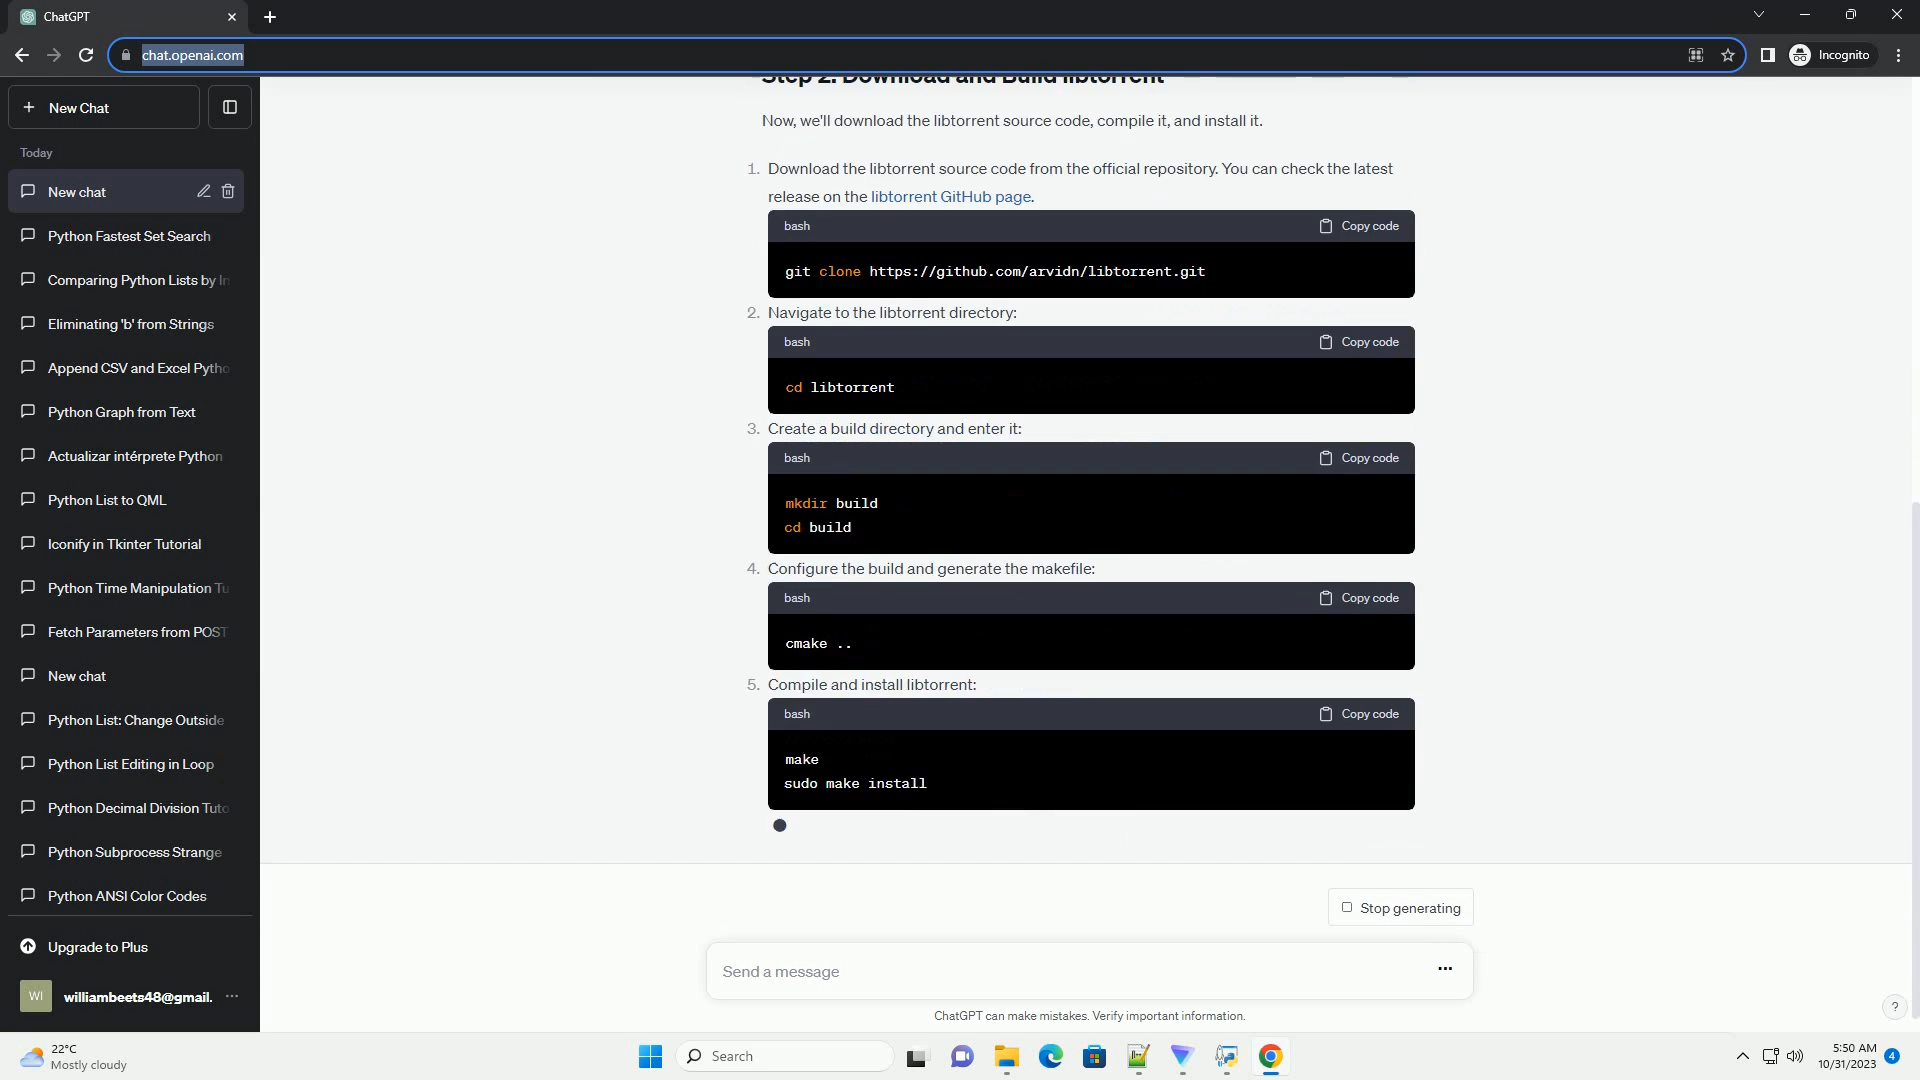 ChatGPT
chat.openai.com
Incognito
New Chat
Today
New chat
Python Fastest Set Search
Comparing Python Lists by In
Eliminating 'b' from Strings
Append CSV and Excel Pytho
Python Graph from Text
Actualizar intérprete Python
Python List to QML
Iconify in Tkinter Tutorial
Python Time Manipulation Tu
Fetch Parameters from POST
New chat
Python List: Change Outside
Python List Editing in Loop
Python Decimal Division Tuto
Python Subprocess Strange
Python ANSI Color Codes
Upgrade to Plus
WI
williambeets48@gmail.
Step 2: Download and Build libtorrent
Now, we'll download the libtorrent source code, compile it, and install it.
1. Download the libtorrent source code from the official repository. You can check the latest
release on the libtorrent GitHub page.
bash Copy code
git clone https://github.com/arvidn/libtorrent.git
2. Navigate to the libtorrent directory:
bash Copy code
cd libtorrent
3. Create a build directory and enter it:
bash Copy code
mkdir build
cd build
4. Configure the build and generate the makefile:
bash Copy code
cmake ..
5. Compile and install libtorrent:
bash Copy code
make
sudo make install
Stop generating
Send a message
ChatGPT can make mistakes. Verify important information.
?
22°C
Mostly cloudy
Search
5:50 AM
10/31/2023
4